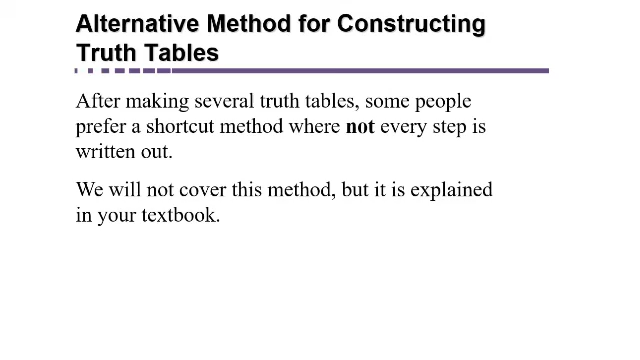 Alternative Method for Constructing
Truth Tables
After making several truth tables, some people
prefer a shortcut method where not every step is
written out.
We will not cover this method, but it is explained
in your textbook.